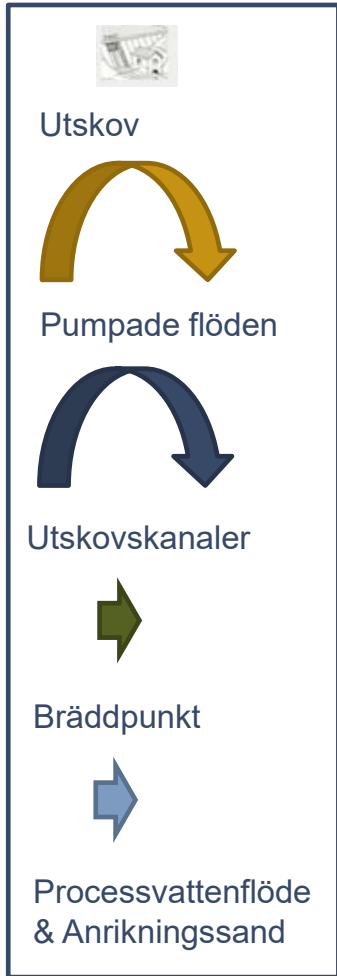 Utskov
Pumpade flöden
Utskovskanaler
Bräddpunkt
Processvattenflöde
& Anrikningssand